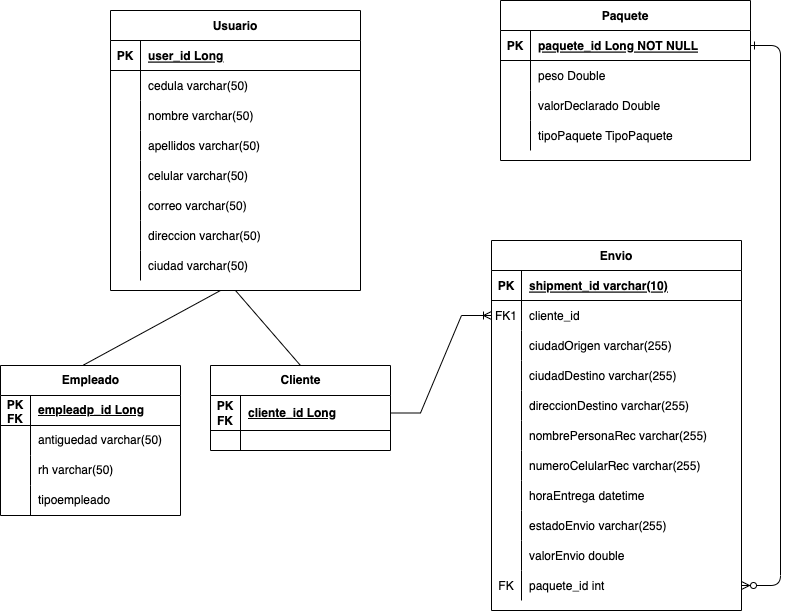 Usuario
PK user_id Long
cedula varchar(50)
nombre varchar(50)
apellidos varchar(50)
celular varchar(50)
correo varchar(50)
direccion varchar(50)
ciudad varchar(50)
Paquete
PK paquete_id Long NOT NULL
peso Double
valorDeclarado Double
tipoPaquete TipoPaquete
Empleado
PK
FK
empleadp_id Long
antiguedad varchar(50)
rh varchar(50)
tipoempleado
Cliente
PK
FK
cliente_id Long
Envio
PK shipment_id varchar(10)
FK1 cliente_id
ciudadOrigen varchar(255)
ciudadDestino varchar(255)
direccionDestino varchar(255)
nombrePersonaRec varchar(255)
numeroCelularRec varchar(255)
horaEntrega datetime
estadoEnvio varchar(255)
valorEnvio double
FK paquete_id int